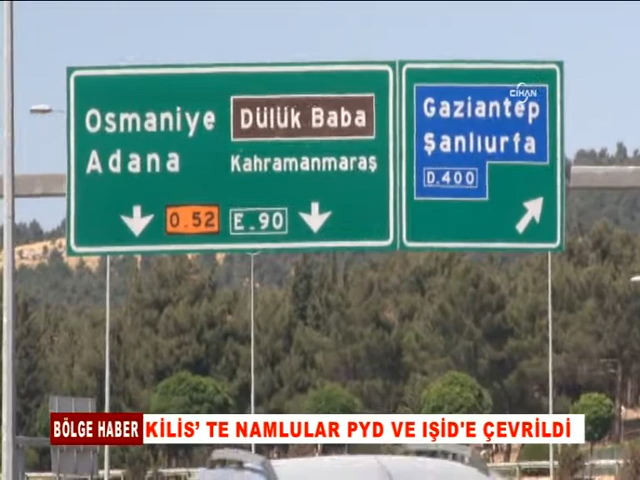 CİHAN
Osmaniye
Dülük Baba
Adana
Kahramanmaraş
0.52
E_90
Gaziantep
Şanlıurfa
D.400
BÖLGE HABER
KİLİS’ TE NAMLULAR PYD VE IŞİD'E ÇEVRİLDİ